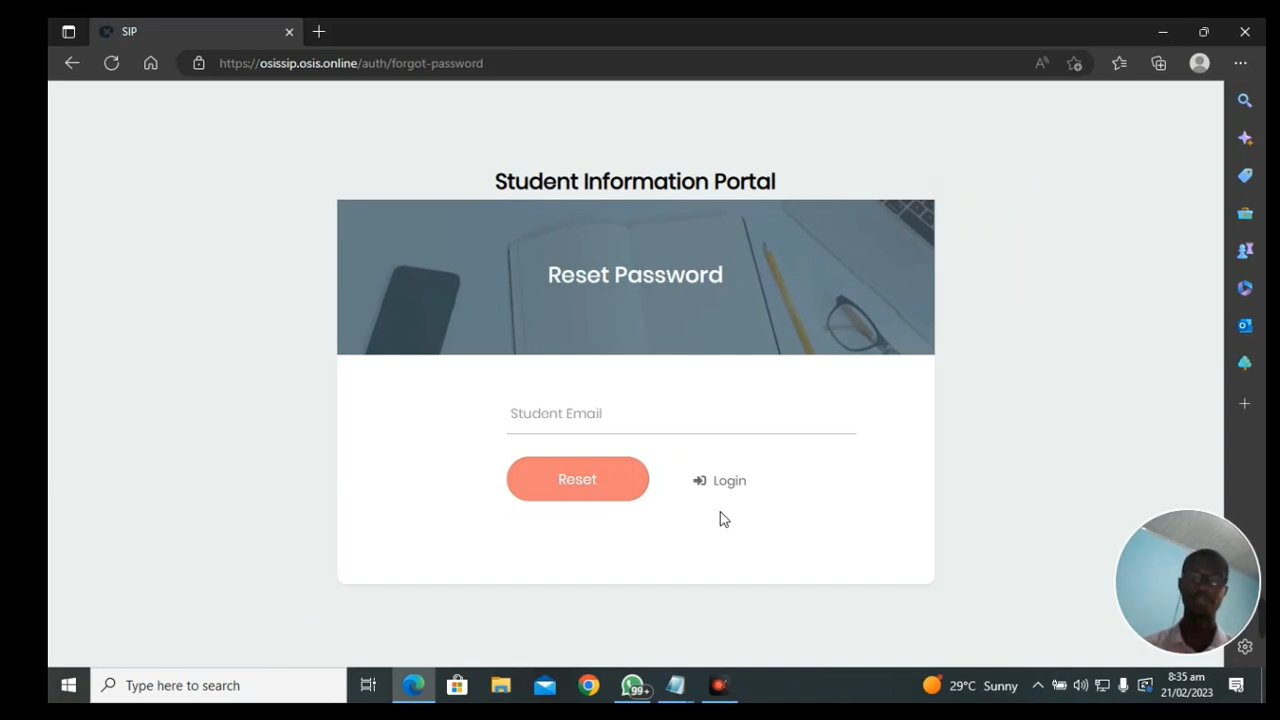 SIP
https://osissip.osis.online/auth/forgot-password
Student Information Portal
Reset Password
Student Email
Reset
Login
Type here to search
99+
29°C Sunny
8:35 am
21/02/2023